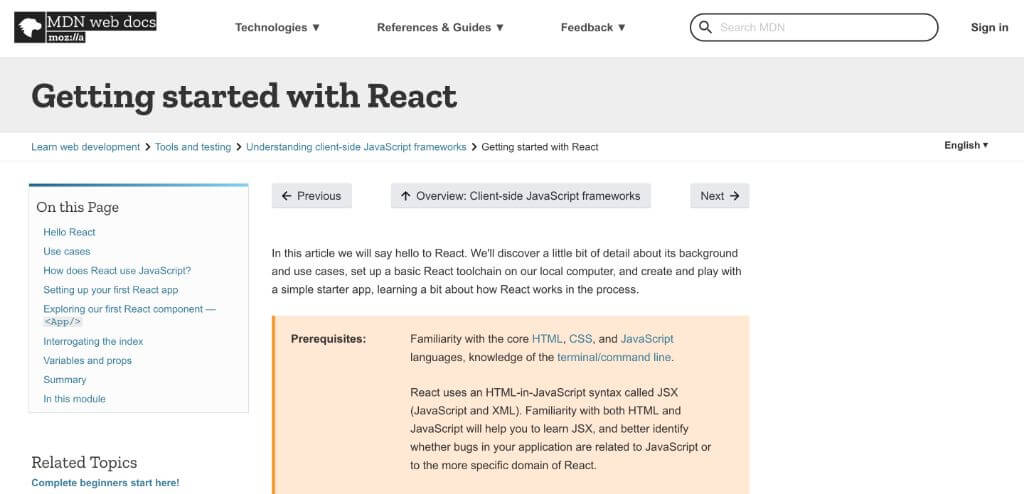 MDN web docs
moz://a
Technologies ▼
References & Guides ▼
Feedback ▼
Search MDN
Sign in
Getting started with React
Learn web development > Tools and testing > Understanding client-side JavaScript frameworks > Getting started with React
English ▼
On this Page
Hello React
Use cases
How does React use JavaScript?
Setting up your first React app
Exploring our first React component —
<App/>
Interrogating the index
Variables and props
Summary
In this module
Related Topics
Complete beginners start here!
← Previous
↑ Overview: Client-side JavaScript frameworks
Next →
In this article we will say hello to React. We'll discover a little bit of detail about its background
and use cases, set up a basic React toolchain on our local computer, and create and play with
a simple starter app, learning a bit about how React works in the process.
Prerequisites:
Familiarity with the core HTML, CSS, and JavaScript
languages, knowledge of the terminal/command line.
React uses an HTML-in-JavaScript syntax called JSX
(JavaScript and XML). Familiarity with both HTML and
JavaScript will help you to learn JSX, and better identify
whether bugs in your application are related to JavaScript or
to the more specific domain of React.